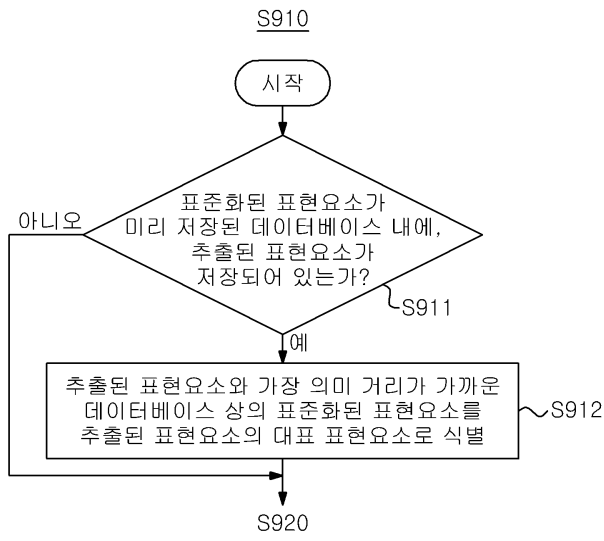 S910
시작
표준화된 표현요소가
미리 저장된 데이터베이스 내에,
추출된 표현요소가
저장되어 있는가?
아니오
S911
예
추출된 표현요소와 가장 의미 거리가 가까운
데이터베이스 상의 표준화된 표현요소를
추출된 표현요소의 대표 표현요소로 식별
S912
S920